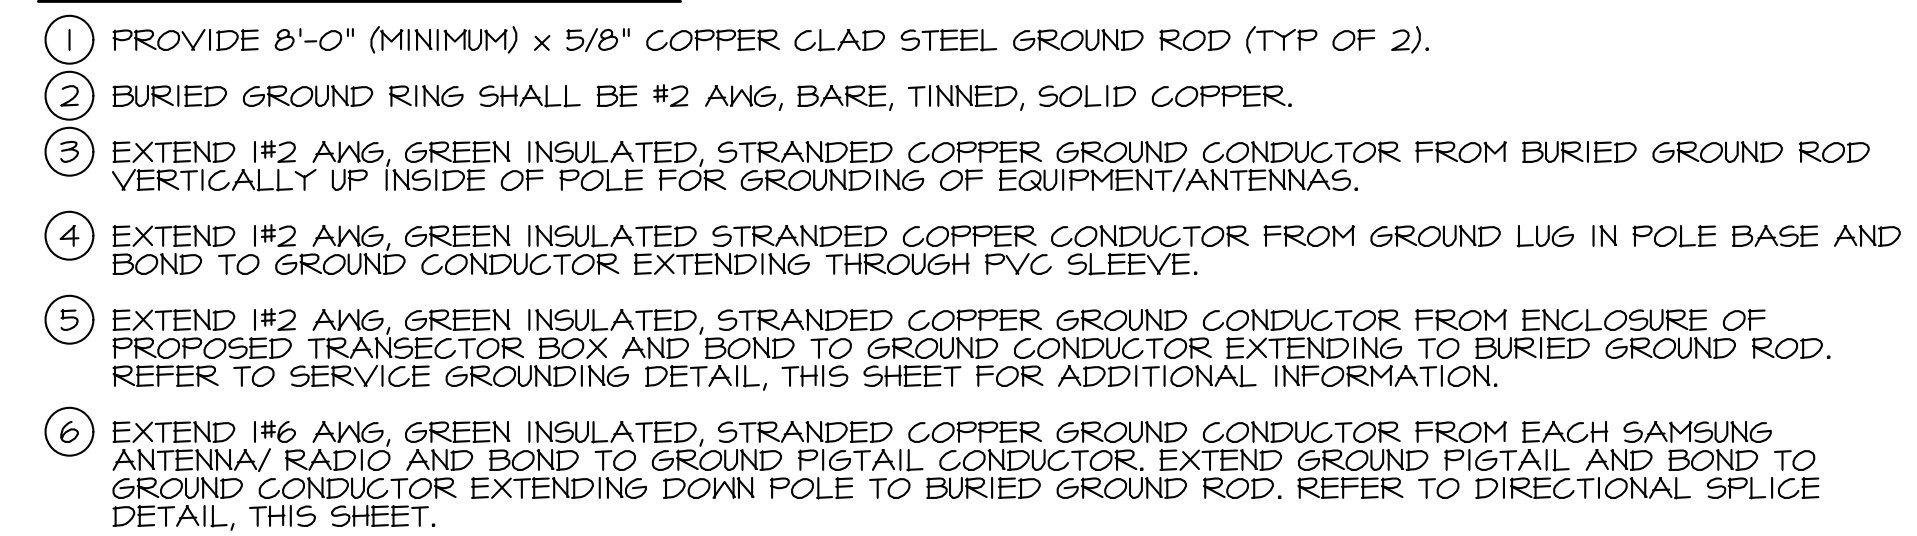 1 PROVIDE 8'-0" (MINIMUM) x 5/8" COPPER CLAD STEEL GROUND ROD (TYP OF 2).
2 BURIED GROUND RING SHALL BE #2 AWG, BARE, TINNED, SOLID COPPER.
3 EXTEND 1#2 AWG, GREEN INSULATED, STRANDED COPPER GROUND CONDUCTOR FROM BURIED GROUND ROD
VERTICALLY UP INSIDE OF POLE FOR GROUNDING OF EQUIPMENT/ANTENNAS.
4 EXTEND 1#2 AWG, GREEN INSULATED STRANDED COPPER CONDUCTOR FROM GROUND LUG IN POLE BASE AND
BOND TO GROUND CONDUCTOR EXTENDING THROUGH PVC SLEEVE.
5 EXTEND 1#2 AWG, GREEN INSULATED, STRANDED COPPER GROUND CONDUCTOR FROM ENCLOSURE OF
PROPOSED TRANSECTOR BOX AND BOND TO GROUND CONDUCTOR EXTENDING TO BURIED GROUND ROD.
REFER TO SERVICE GROUNDING DETAIL, THIS SHEET FOR ADDITIONAL INFORMATION.
6 EXTEND 1#6 AWG, GREEN INSULATED, STRANDED COPPER GROUND CONDUCTOR FROM EACH SAMSUNG
ANTENNA/ RADIO AND BOND TO GROUND PIGTAIL CONDUCTOR. EXTEND GROUND PIGTAIL AND BOND TO
GROUND CONDUCTOR EXTENDING DOWN POLE TO BURIED GROUND ROD. REFER TO DIRECTIONAL SPLICE
DETAIL, THIS SHEET.